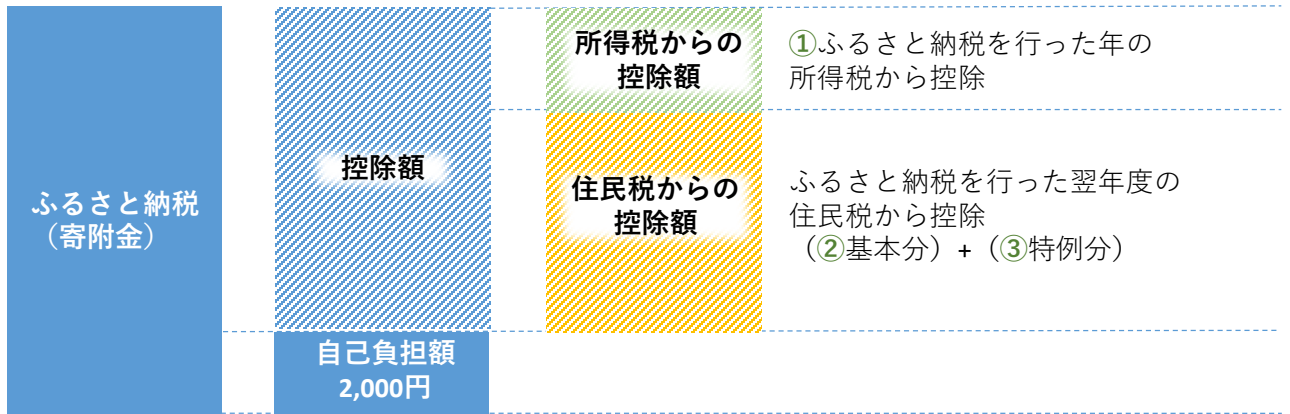 ふるさと納税
（寄附金）
控除額
自己負担額
2,000円
所得税からの
控除額
①ふるさと納税を行った年の
所得税から控除
住民税からの
控除額
ふるさと納税を行った翌年度の
住民税から控除
（②基本分）+（③特例分）